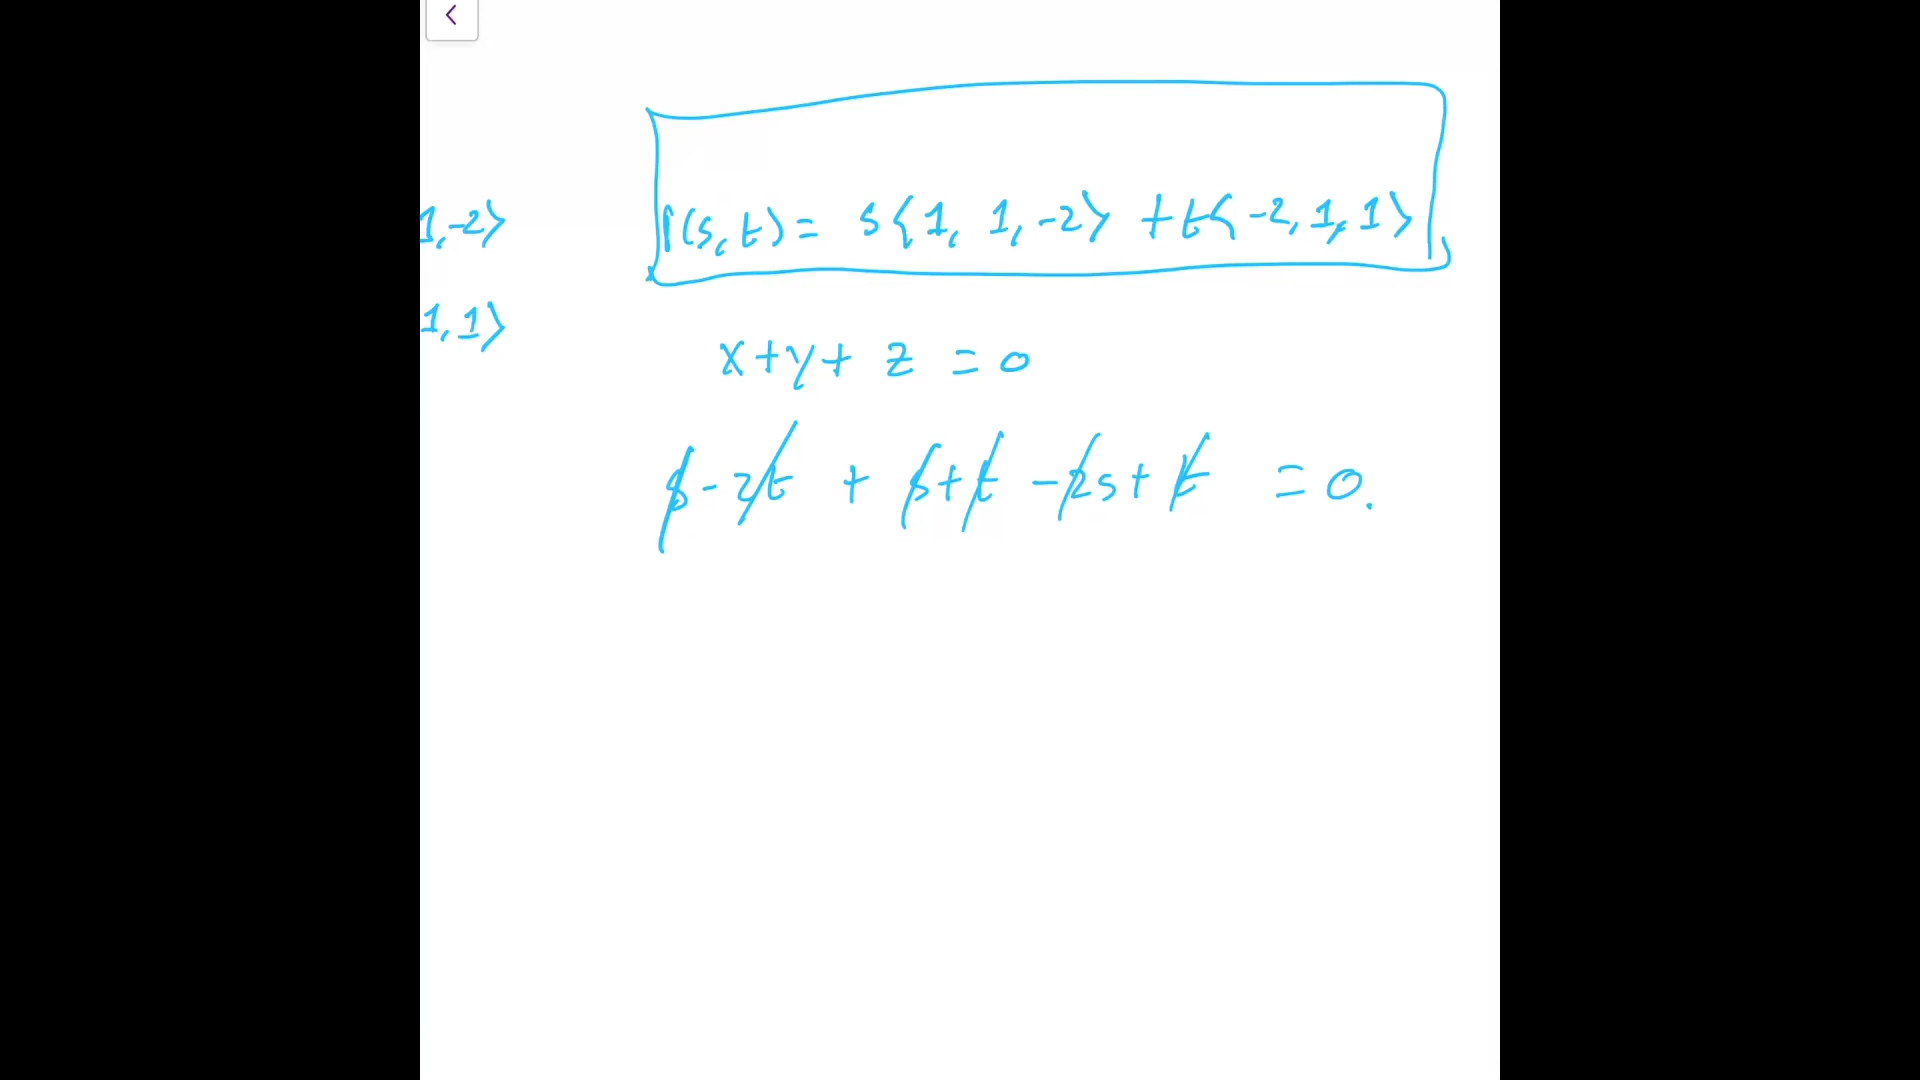 1,-2⟩
r(s,t) = s⟨1, 1, -2⟩ + t⟨-2, 1, 1⟩
1, 1⟩
x+y+ z = 0
s - 2t + s+t -2s+ t = 0.